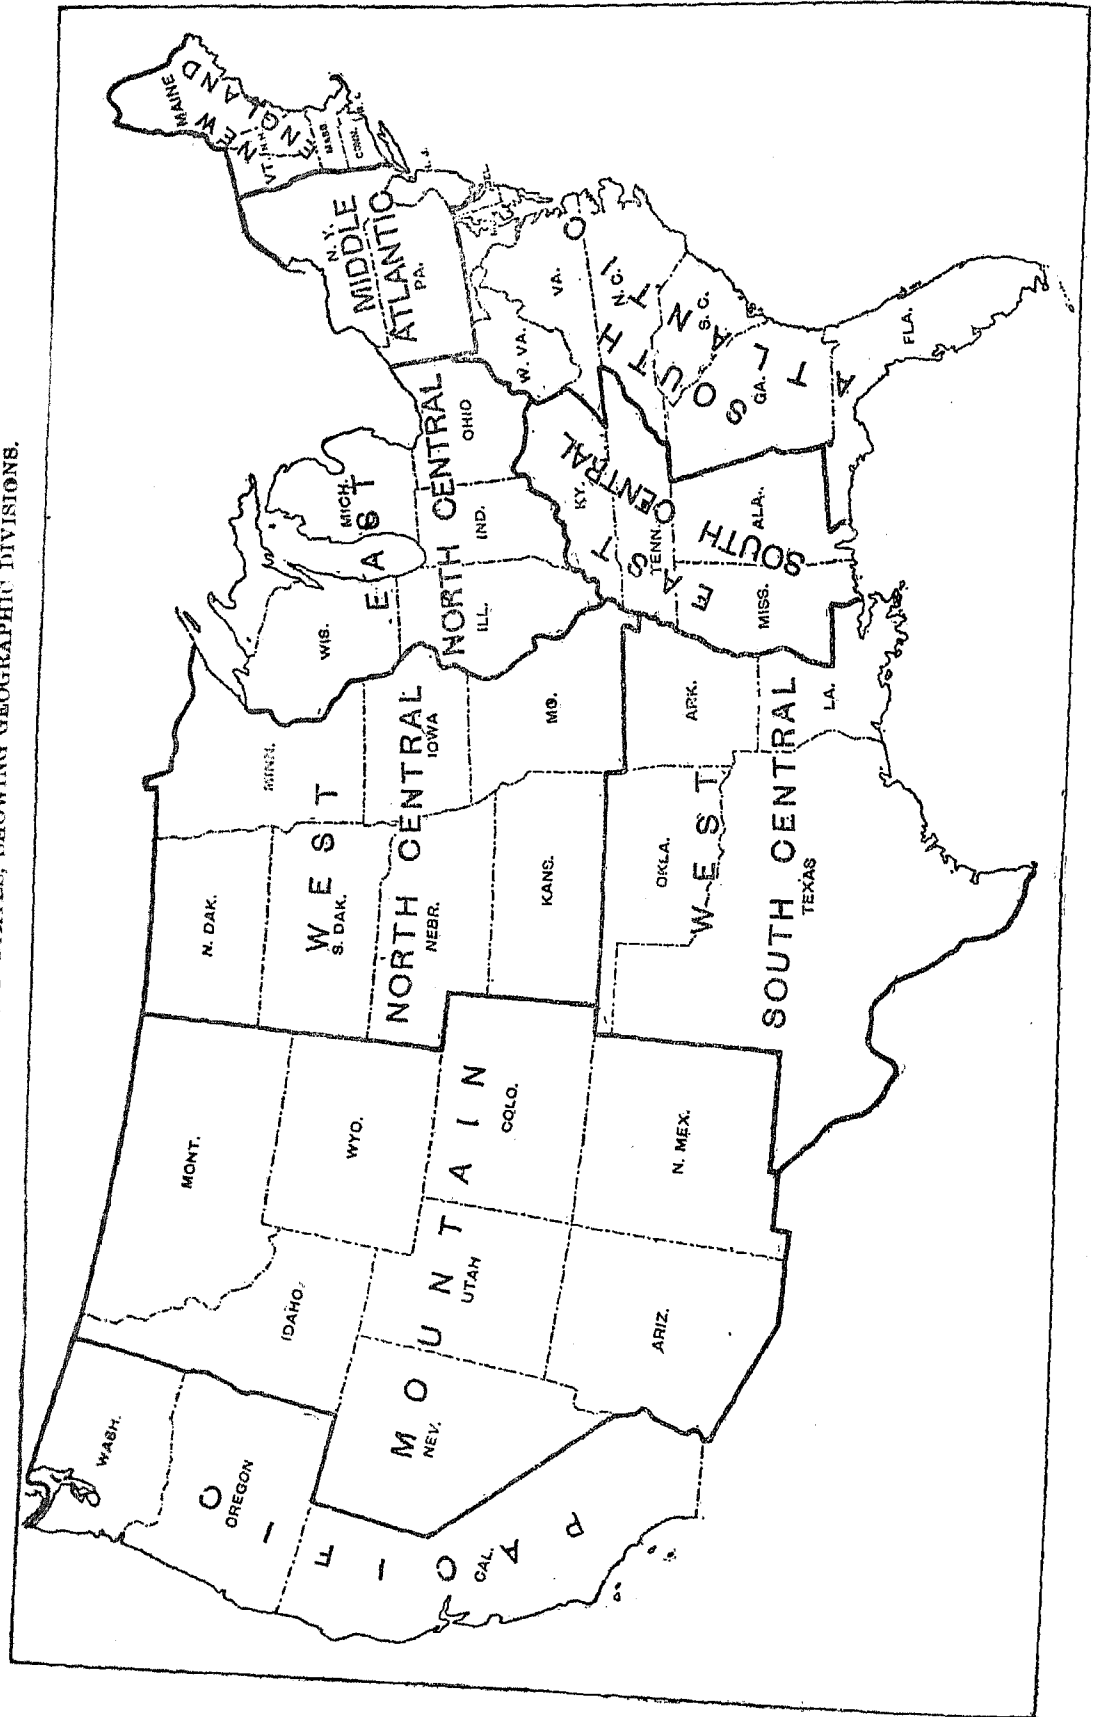 STATES, SHOWING GEOGRAPHIC DIVISIONS.
WASH.
OREGON
CAL.
PACIFIC
MONT.
IDAHO
WYO.
NEV.
UTAH
COLO.
ARIZ.
N. MEX.
MOUNTAIN
N. DAK.
S. DAK.
NEBR.
KANS.
MINN.
IOWA
MO.
WEST
NORTH CENTRAL
OKLA.
ARK.
TEXAS
LA.
WEST
SOUTH CENTRAL
WIS.
MICH.
ILL.
IND.
OHIO
EAST
NORTH CENTRAL
KY.
TENN.
MISS.
ALA.
EAST
SOUTH CENTRAL
N. Y.
PA.
N. J.
MIDDLE
ATLANTIC
MAINE
VT.
N.H.
MASS.
CONN.
NEW
ENGLAND
W. VA.
VA.
N. C.
S. C.
GA.
FLA.
SOUTH
ATLANTIC